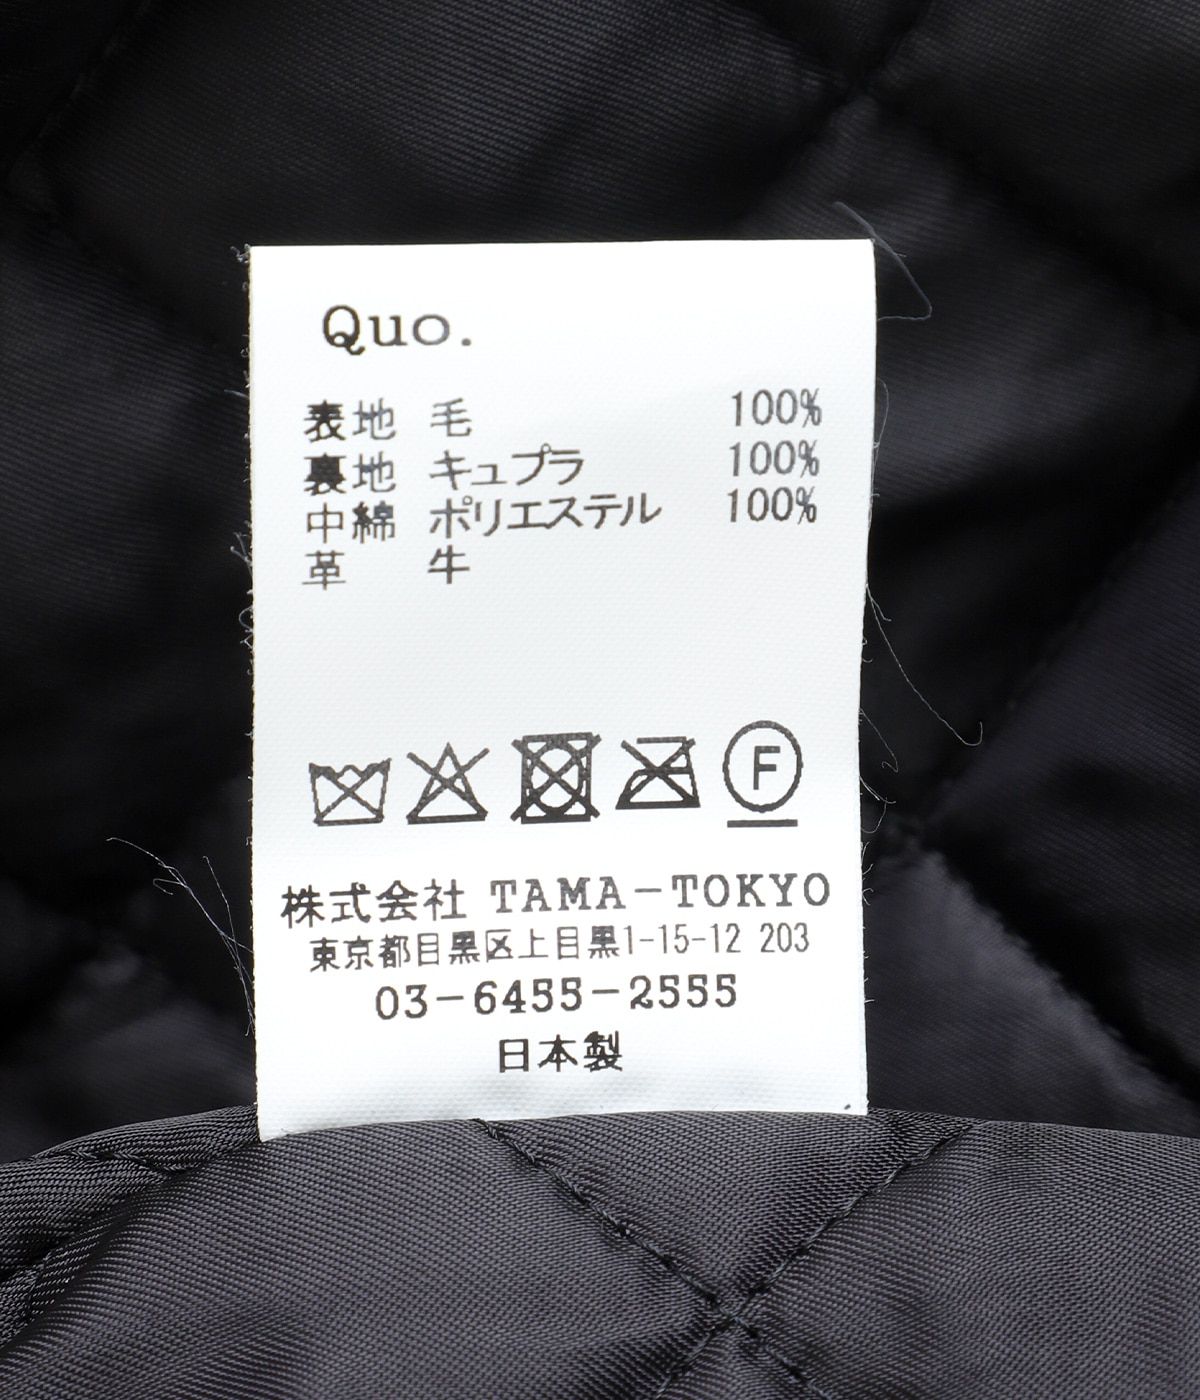 Quo.
表地 毛 100%
裏地 キュプラ 100%
中綿 ポリエステル 100%
革 牛
F
株式会社 TAMA-TOKYO
東京都目黒区上目黒1-15-12 203
03-6455-2555
日本製